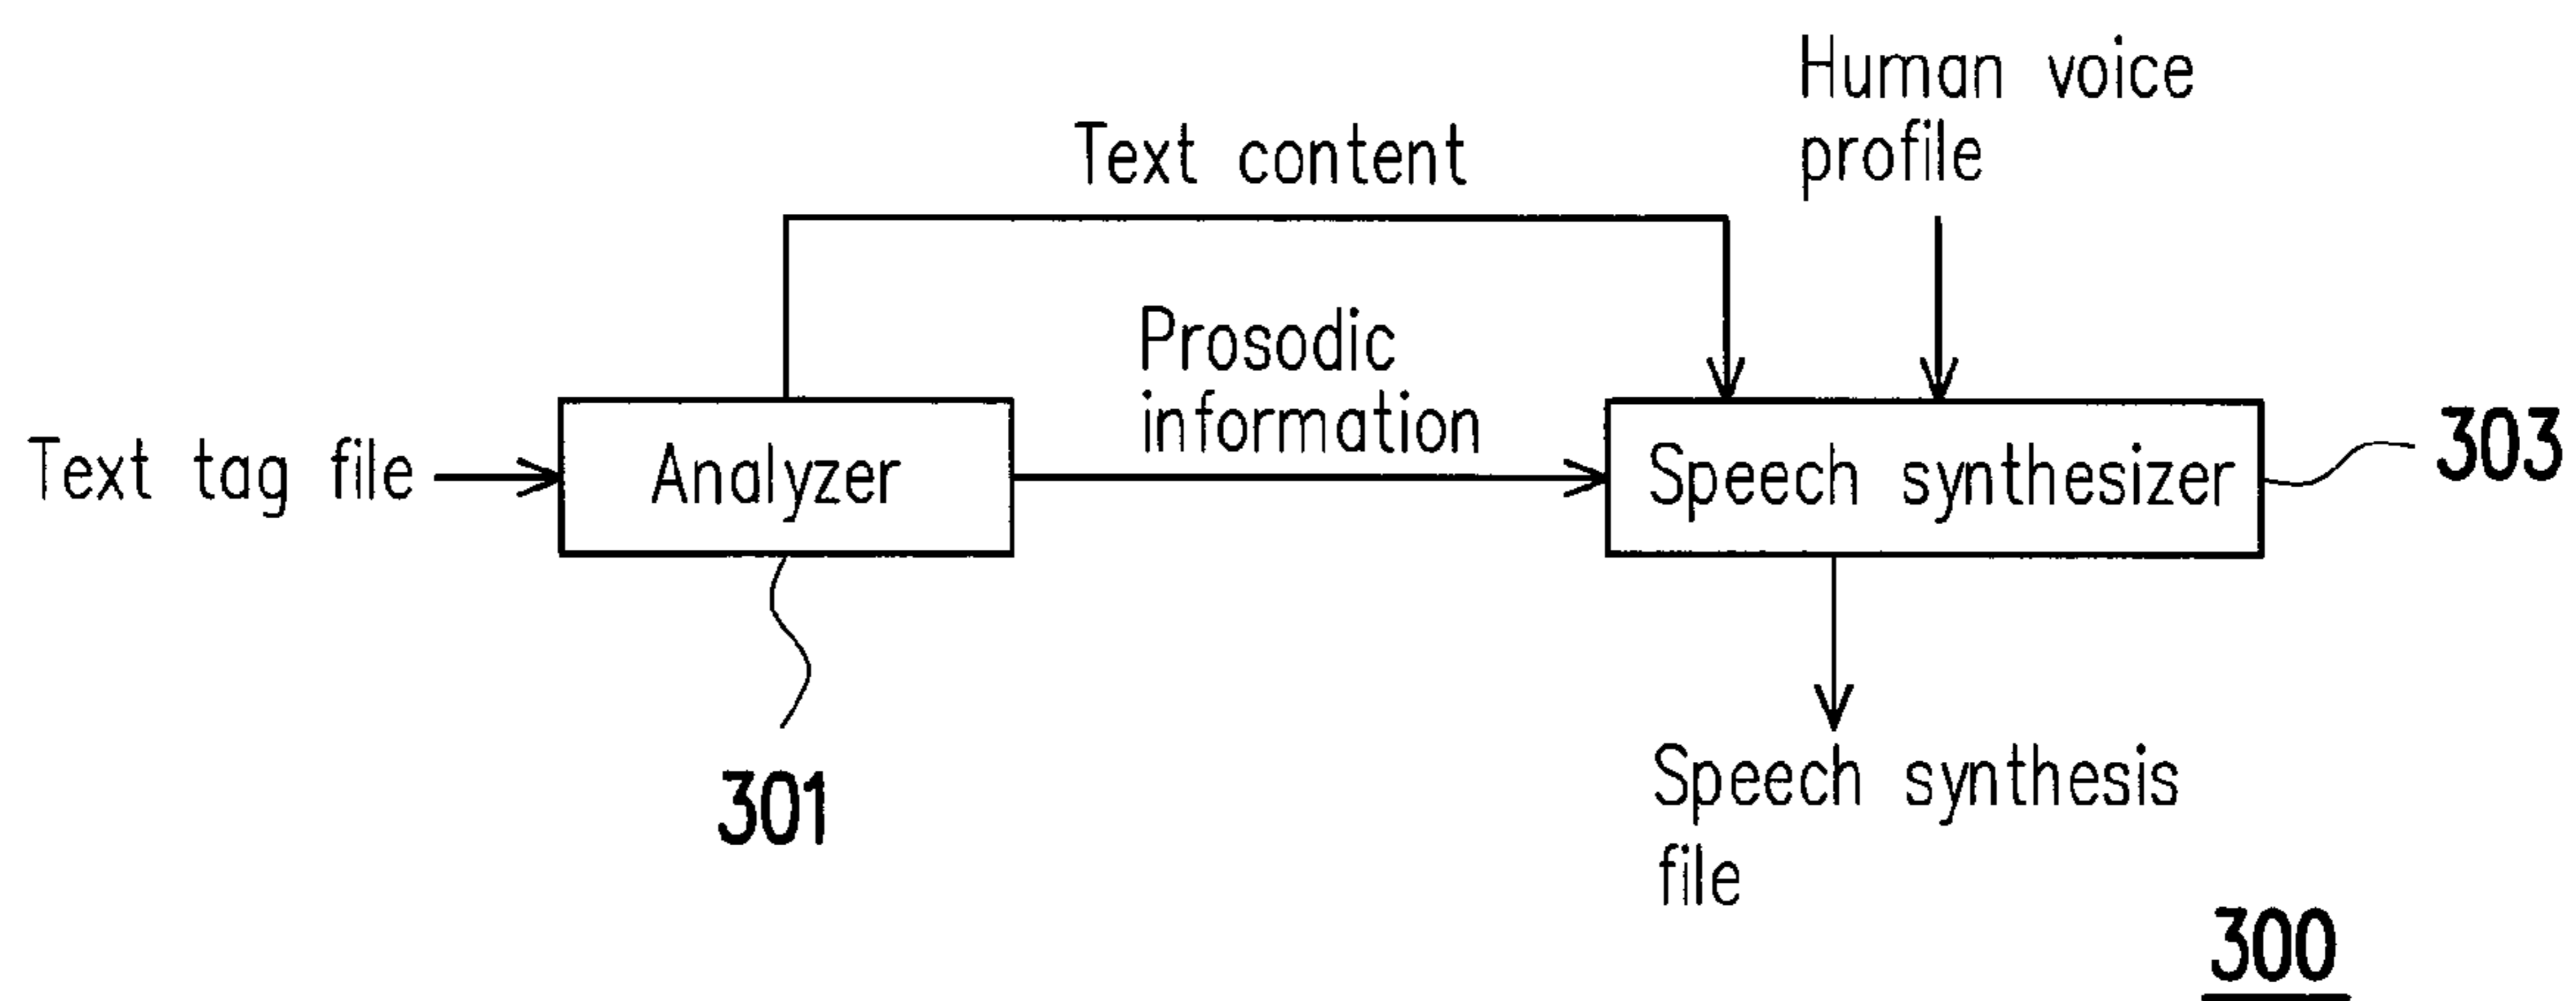 Human voice
profile
Text content
Prosodic
information
Text tag file
Analyzer
Speech synthesizer
303
301
Speech synthesis
file
300